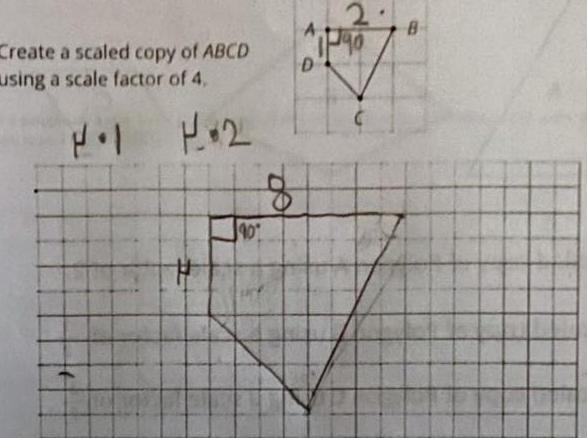 2
A B
1 90
D
Create a scaled copy of ABCD
using a scale factor of 4.
C
4•1 4•2
8
90°
4